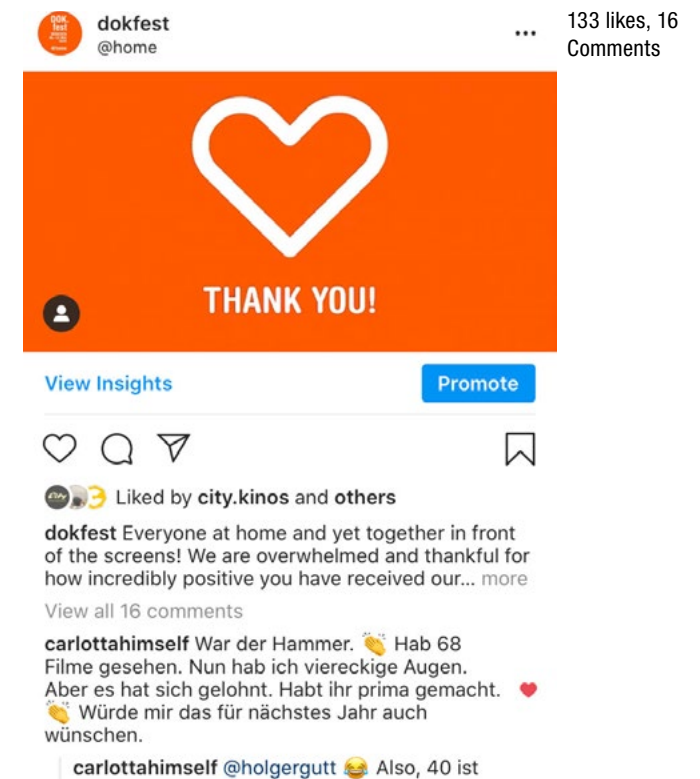 DOK.
fest
dokfest
@home
133 likes, 16
Comments
THANK YOU!
View Insights
Promote
Liked by city.kinos and others
dokfest Everyone at home and yet together in front
of the screens! We are overwhelmed and thankful for
how incredibly positive you have received our... more
View all 16 comments
carlottahimself War der Hammer. 👏 Hab 68
Filme gesehen. Nun hab ich viereckige Augen.
Aber es hat sich gelohnt. Habt ihr prima gemacht.
👏 Würde mir das für nächstes Jahr auch
wünschen.
carlottahimself @holgergutt 😂 Also, 40 ist